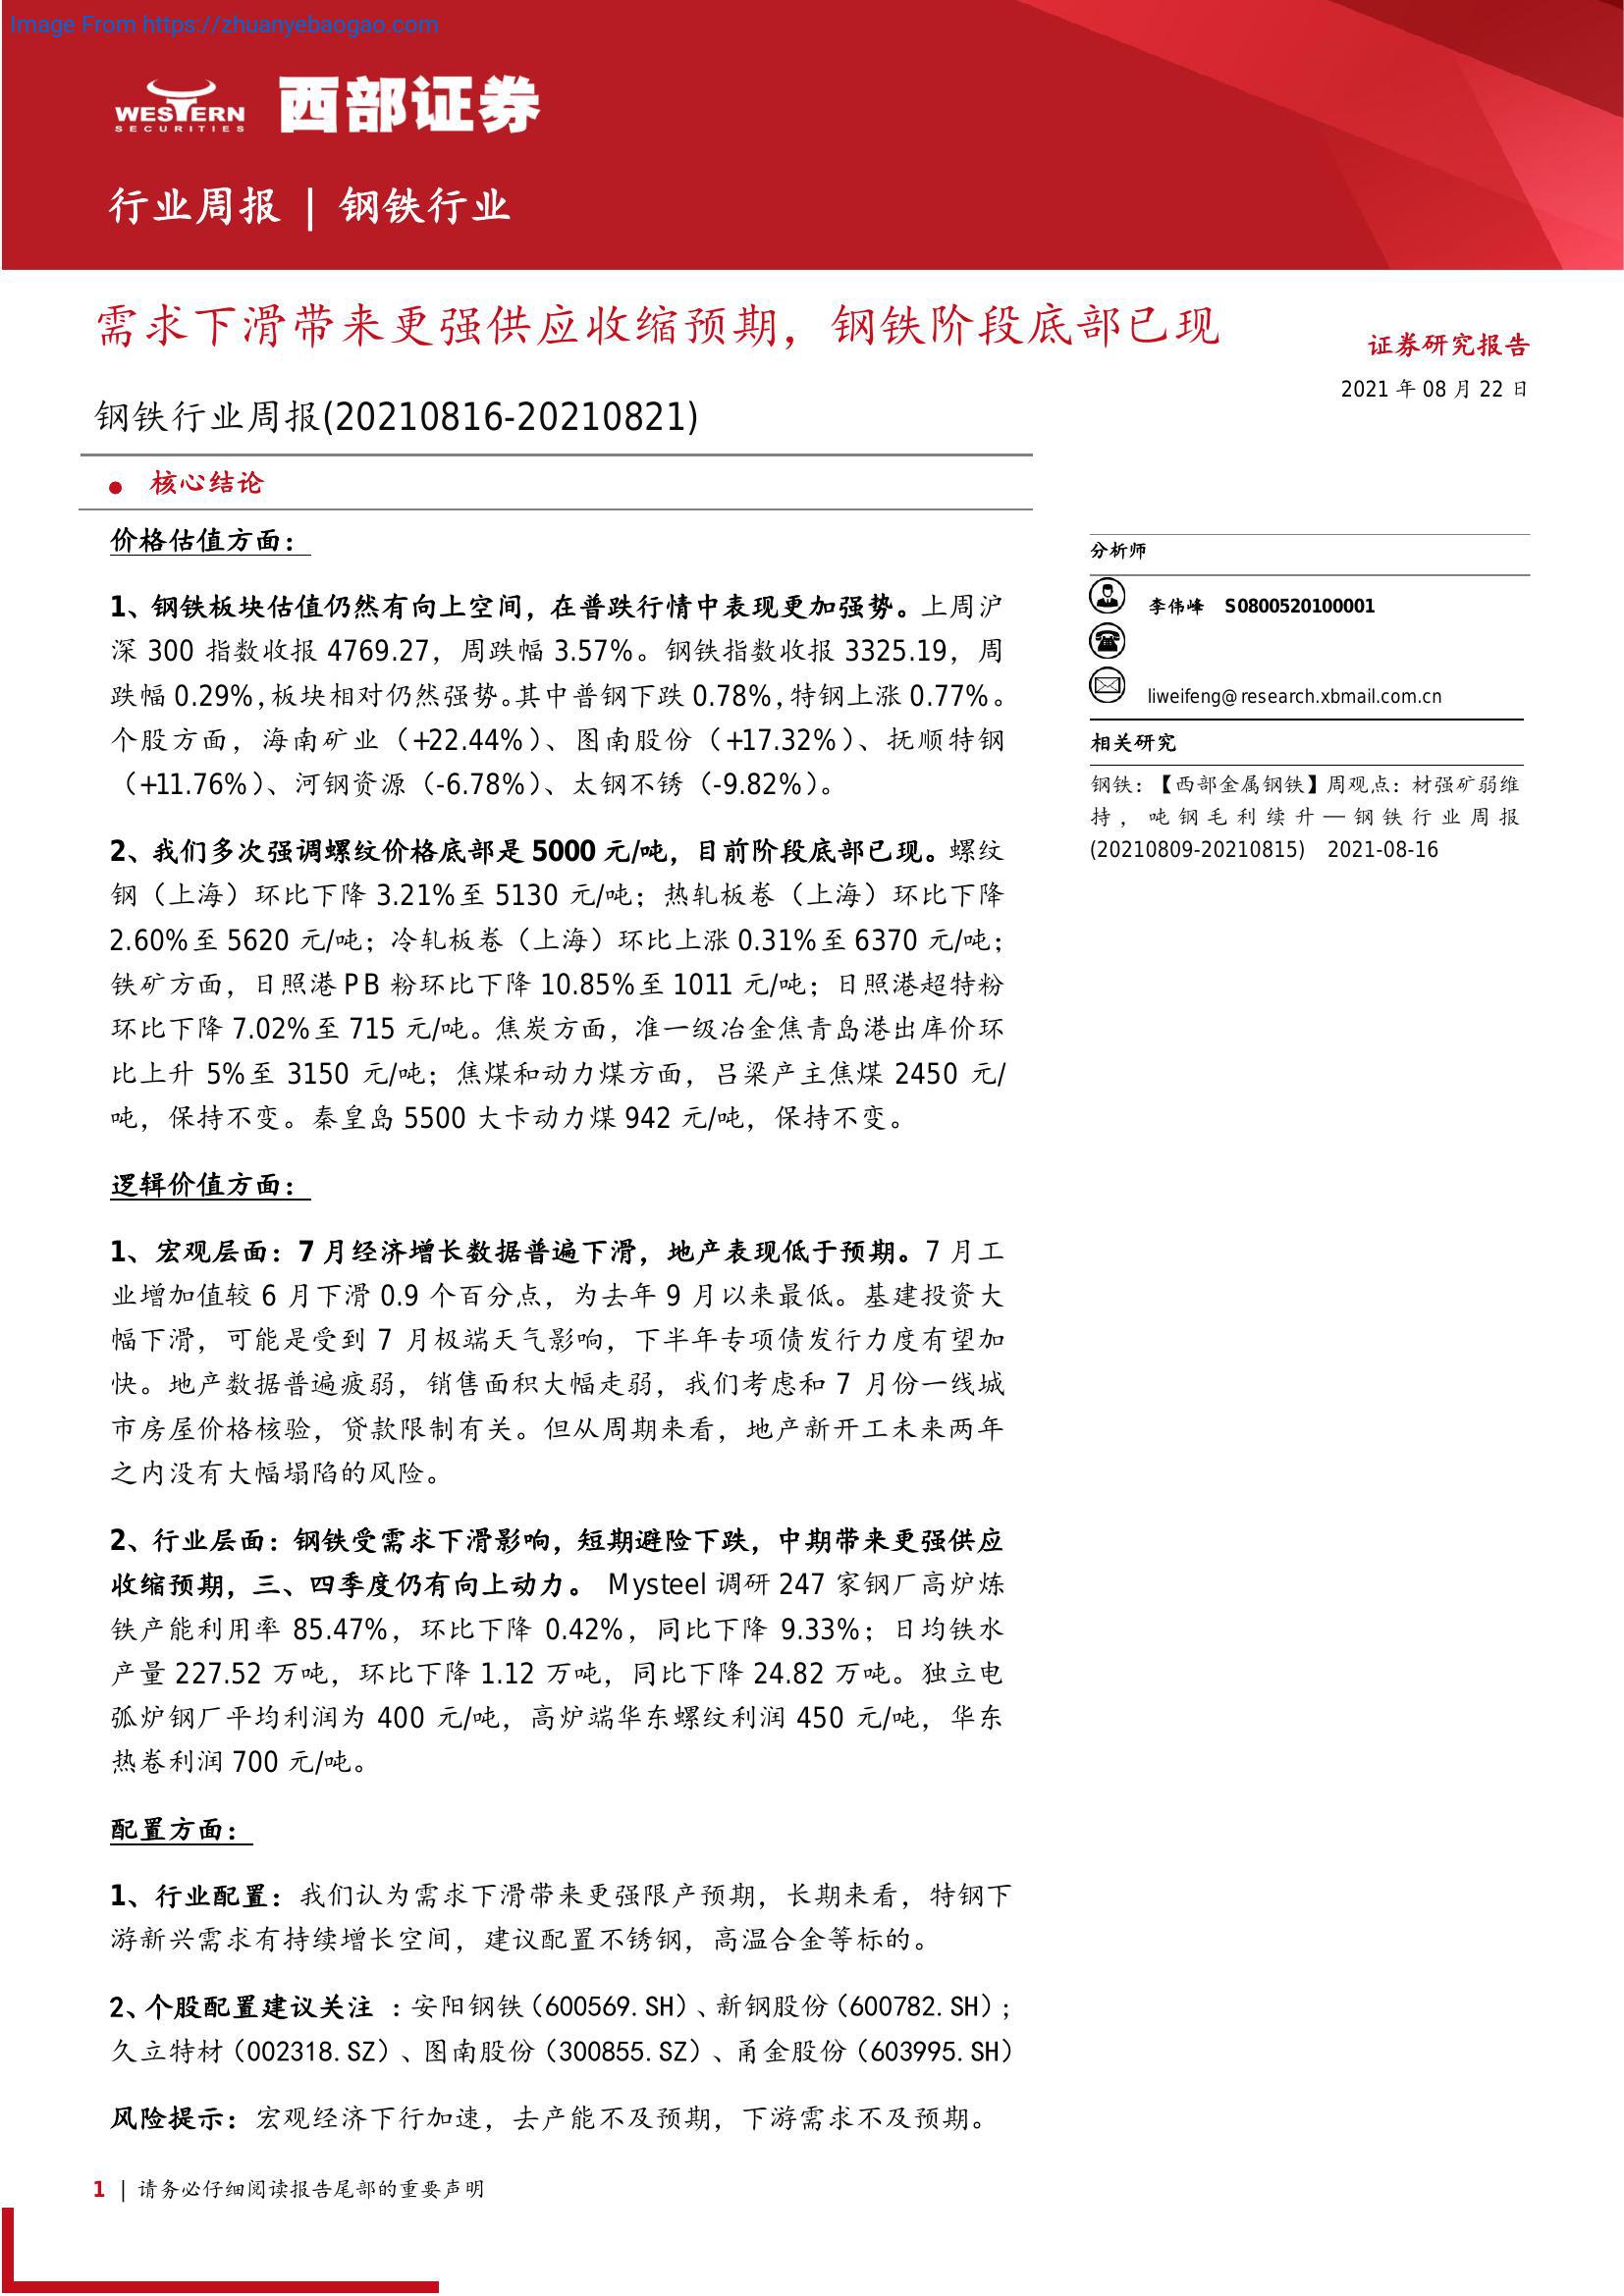 Image From https://zhuanyebaogao.com
WESTERN
SECURITIES
西部证券
行业周报 | 钢铁行业
需求下滑带来更强供应收缩预期，钢铁阶段底部已现
证券研究报告
2021 年 08 月 22 日
钢铁行业周报(20210816-20210821)
● 核心结论
价格估值方面：
1、钢铁板块估值仍然有向上空间，在普跌行情中表现更加强势。上周沪
深 300 指数收报 4769.27，周跌幅 3.57%。钢铁指数收报 3325.19，周
跌幅 0.29%，板块相对仍然强势。其中普钢下跌 0.78%，特钢上涨 0.77%。
个股方面，海南矿业（+22.44%）、图南股份（+17.32%）、抚顺特钢
（+11.76%）、河钢资源（-6.78%）、太钢不锈（-9.82%）。
2、我们多次强调螺纹价格底部是 5000 元/吨，目前阶段底部已现。螺纹
钢（上海）环比下降 3.21%至 5130 元/吨；热轧板卷（上海）环比下降
2.60%至 5620 元/吨；冷轧板卷（上海）环比上涨 0.31%至 6370 元/吨；
铁矿方面，日照港 PB 粉环比下降 10.85%至 1011 元/吨；日照港超特粉
环比下降 7.02%至 715 元/吨。焦炭方面，准一级冶金焦青岛港出库价环
比上升 5%至 3150 元/吨；焦煤和动力煤方面，吕梁产主焦煤 2450 元/
吨，保持不变。秦皇岛 5500 大卡动力煤 942 元/吨，保持不变。
逻辑价值方面：
1、宏观层面：7 月经济增长数据普遍下滑，地产表现低于预期。7 月工
业增加值较 6 月下滑 0.9 个百分点，为去年 9 月以来最低。基建投资大
幅下滑，可能是受到 7 月极端天气影响，下半年专项债发行力度有望加
快。地产数据普遍疲弱，销售面积大幅走弱，我们考虑和 7 月份一线城
市房屋价格核验，贷款限制有关。但从周期来看，地产新开工未来两年
之内没有大幅塌陷的风险。
2、行业层面：钢铁受需求下滑影响，短期避险下跌，中期带来更强供应
收缩预期，三、四季度仍有向上动力。 Mysteel 调研 247 家钢厂高炉炼
铁产能利用率 85.47%，环比下降 0.42%，同比下降 9.33%；日均铁水
产量 227.52 万吨，环比下降 1.12 万吨，同比下降 24.82 万吨。独立电
弧炉钢厂平均利润为 400 元/吨，高炉端华东螺纹利润 450 元/吨，华东
热卷利润 700 元/吨。
配置方面：
1、行业配置：我们认为需求下滑带来更强限产预期，长期来看，特钢下
游新兴需求有持续增长空间，建议配置不锈钢，高温合金等标的。
2、个股配置建议关注 ：安阳钢铁（600569.SH）、新钢股份（600782.SH）；
久立特材（002318.SZ）、图南股份（300855.SZ）、甬金股份（603995.SH）
风险提示：宏观经济下行加速，去产能不及预期，下游需求不及预期。
分析师
李伟峰 S0800520100001
liweifeng@research.xbmail.com.cn
相关研究
钢铁：【西部金属钢铁】周观点：材强矿弱维
持，吨钢毛利续升—钢铁行业周报
(20210809-20210815) 2021-08-16
1 | 请务必仔细阅读报告尾部的重要声明